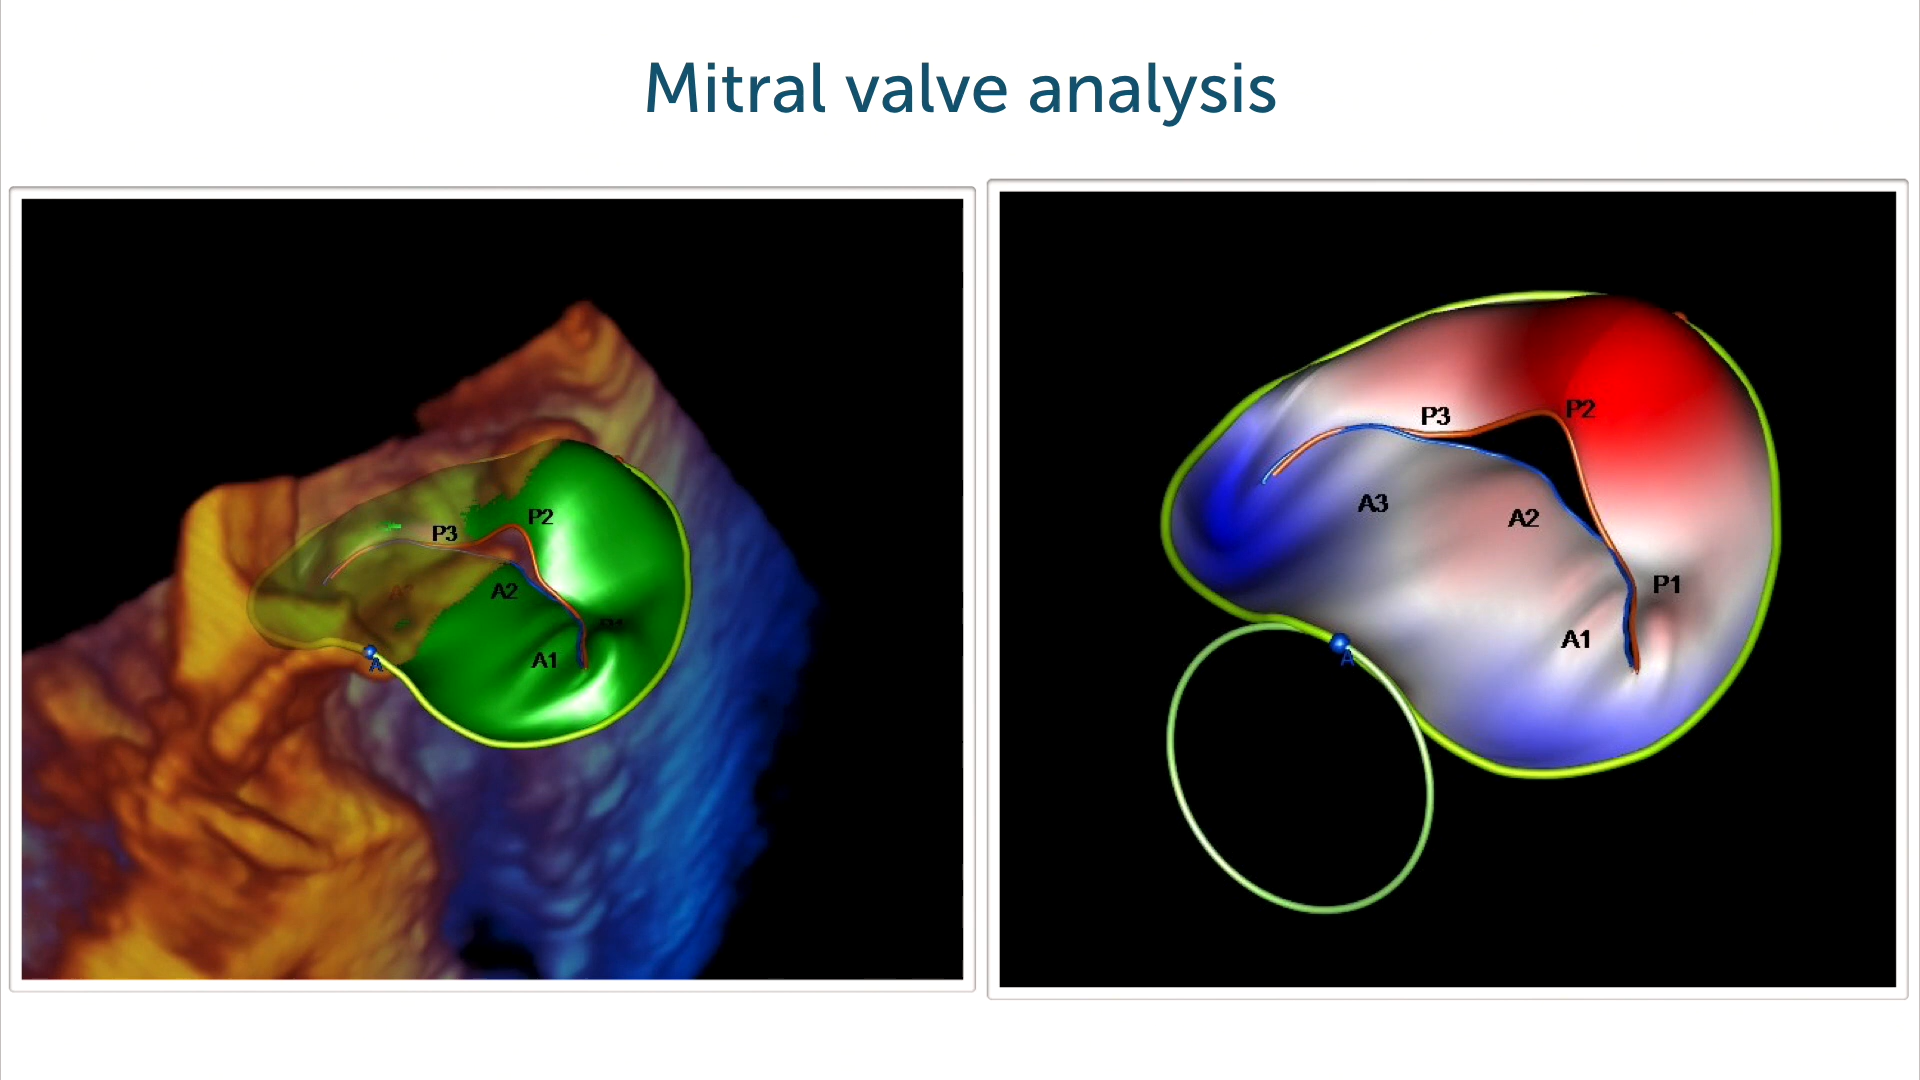 Mitral valve analysis
P2
P3
A2
A1
A
P2
P3
A3
A2
P1
A1
A